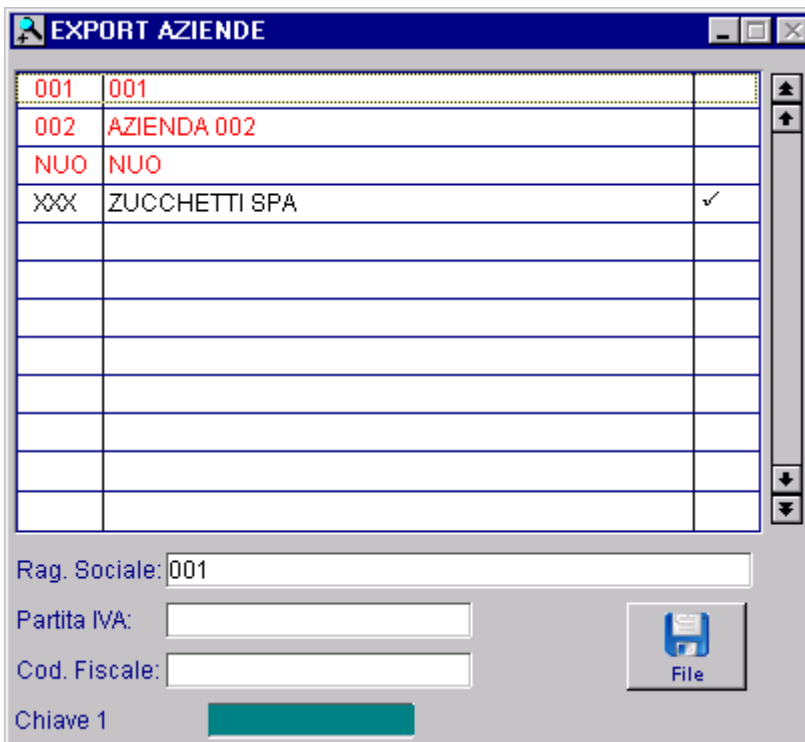 EXPORT AZIENDE
001 001
002 AZIENDA 002
NUO NUO
XXX ZUCCHETTI SPA ✓
Rag. Sociale: 001
Partita IVA:
Cod. Fiscale:
File
Chiave 1